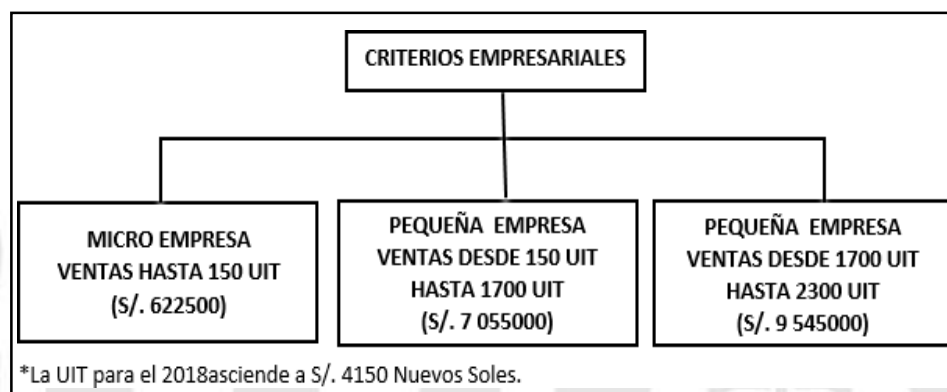 CRITERIOS EMPRESARIALES
MICRO EMPRESA
VENTAS HASTA 150 UIT
(S/. 622500)
PEQUEÑA EMPRESA
VENTAS DESDE 150 UIT
HASTA 1700 UIT
(S/. 7 055000)
PEQUEÑA EMPRESA
VENTAS DESDE 1700 UIT
HASTA 2300 UIT
(S/. 9 545000)
*La UIT para el 2018asciende a S/. 4150 Nuevos Soles.